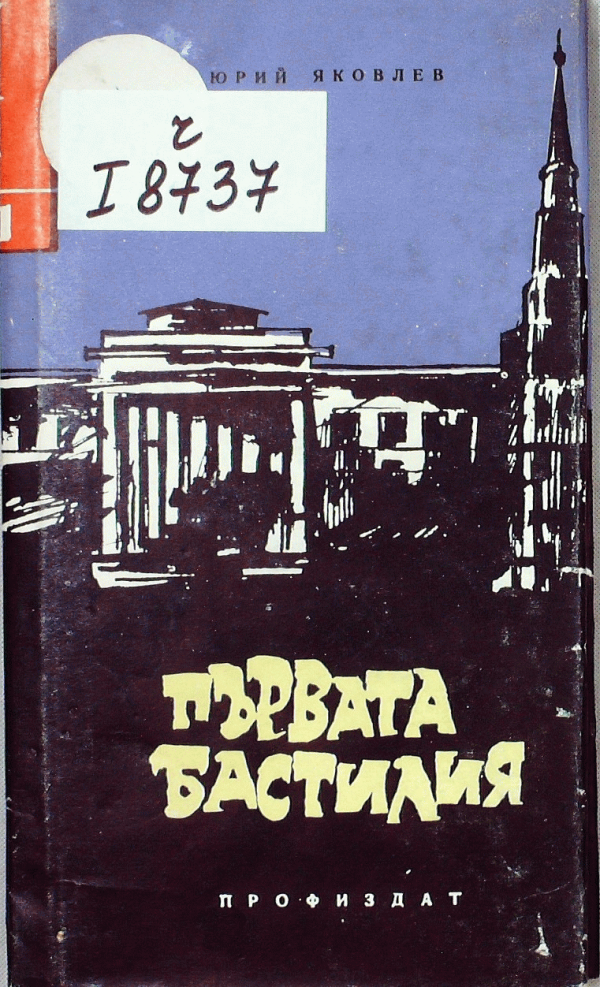 ЮРИЙ ЯКОВЛЕВ
ч
I 8737
ПЪРВАТА
БАСТИЛИЯ
ПРОФИЗДАТ